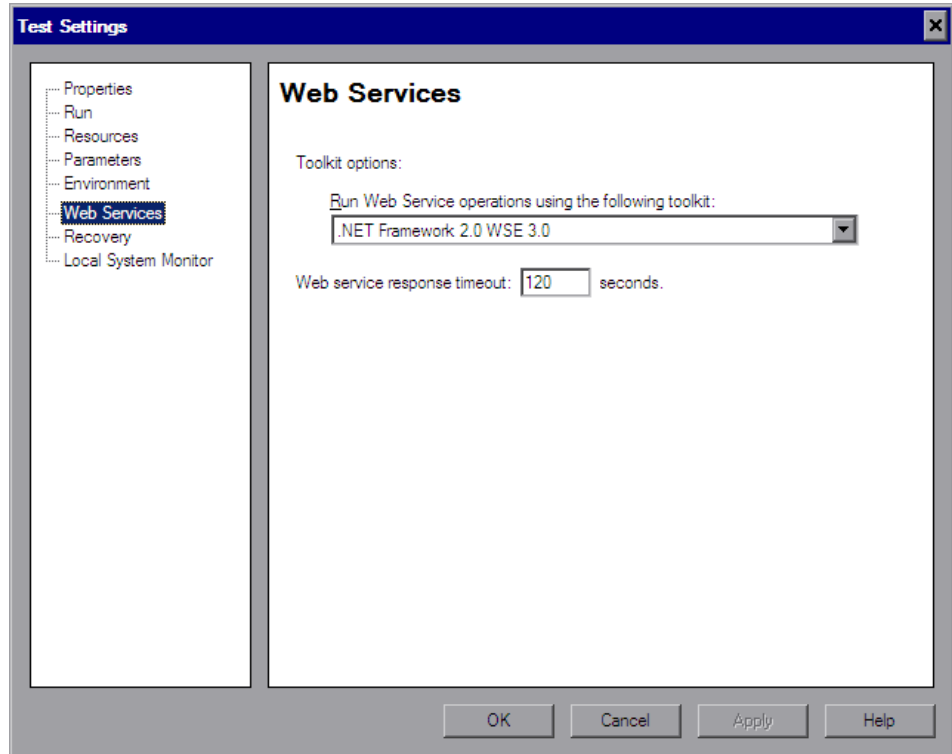 Test Settings
Properties
Run
Resources
Parameters
Environment
Web Services
Recovery
Local System Monitor
Web Services
Toolkit options:
Run Web Service operations using the following toolkit:
.NET Framework 2.0 WSE 3.0
Web service response timeout: 120 seconds.
OK Cancel Apply Help